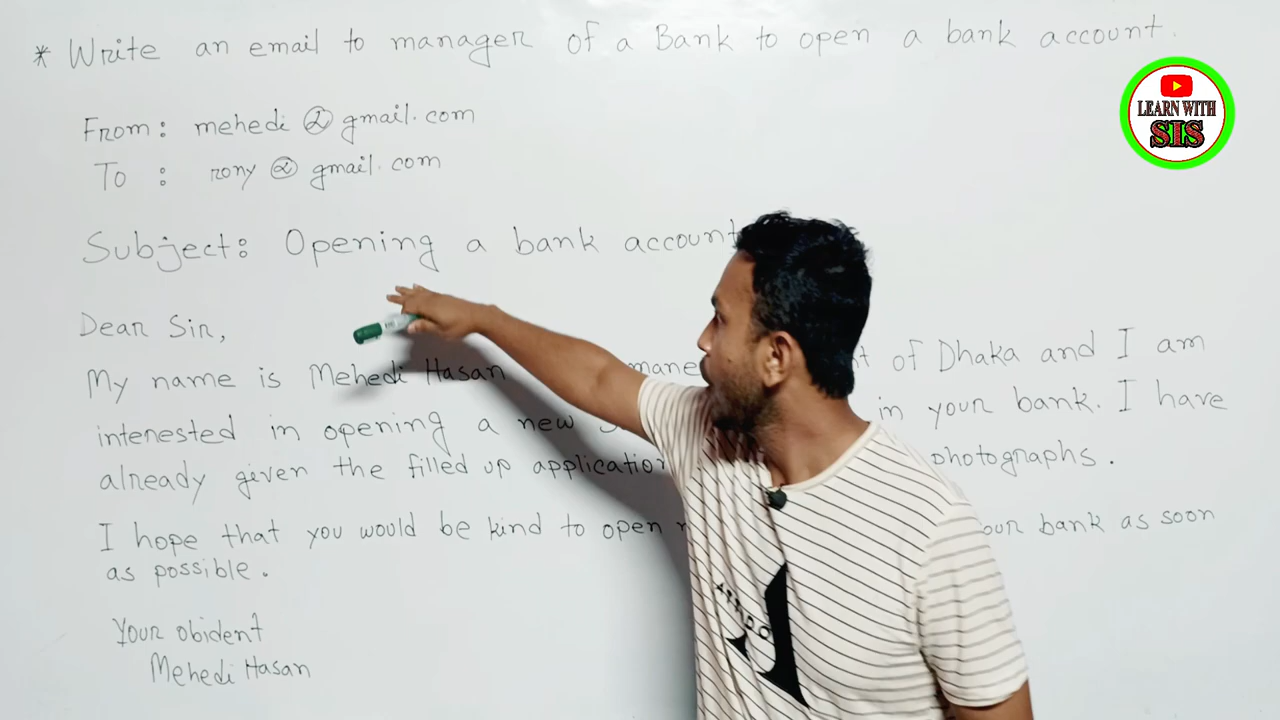 * Write an email to manager of a Bank to open a bank account.
LEARN WITH
SIS
From: mehedi @ gmail.com
To : rony @ gmail.com
Subject: Opening a bank account
Dear Sir,
My name is Mehedi Hasan of Dhaka and I am
interested in opening a new in your bank. I have
already given the filled up application photographs.
I hope that you would be kind to open bank as soon
as possible.
Your obident
Mehedi Hasan